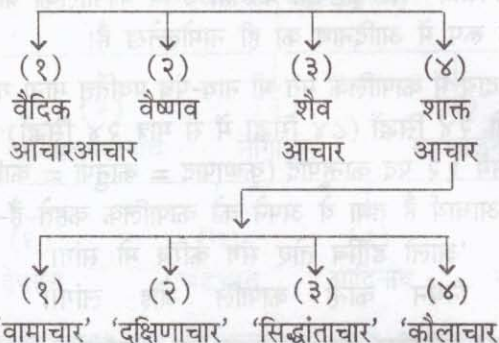 (१) (२) (३) (४)
वैदिक वैष्णव शैव शाक्त
आचारआचार आचार आचार
(१) (२) (३) (४)
वामाचार' 'दक्षिणाचार' 'सिद्धांताचार' 'कौलाचार